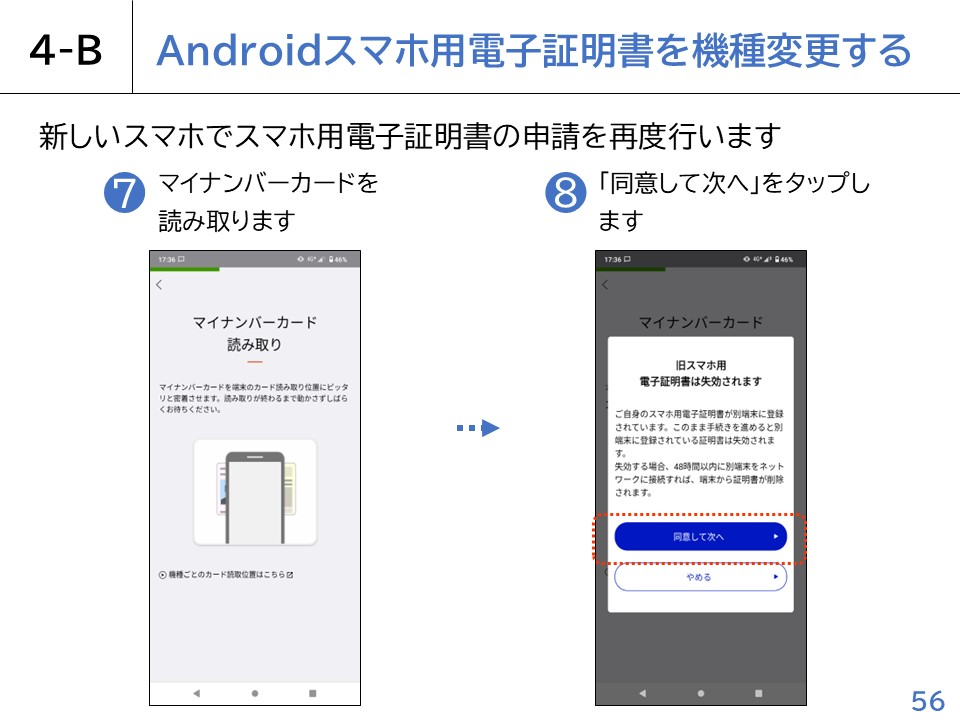 4-B
Androidスマホ用電子証明書を機種変更する
新しいスマホでスマホ用電子証明書の申請を再度行います
7
マイナンバーカードを
読み取ります
17:36
4G+
46%
マイナンバーカード
読み取り
マイナンバーカードを端末のカード読み取り位置にピッタ
リと密着させます。読み取りが終わるまで動かさずしばら
くお待ちください。
機種ごとのカード読取位置はこちら
8
「同意して次へ」をタップし
ます
17:36
4G+
46%
マイナンバーカード
旧スマホ用
電子証明書は失効されます
ご自身のスマホ用電子証明書が別端末に登録
されています。このまま手続きを進めると別
端末に登録されている証明書は失効されま
す。
失効する場合、48時間以内に別端末をネット
ワークに接続すれば、端末から証明書が削除
されます。
同意して次へ
やめる
56